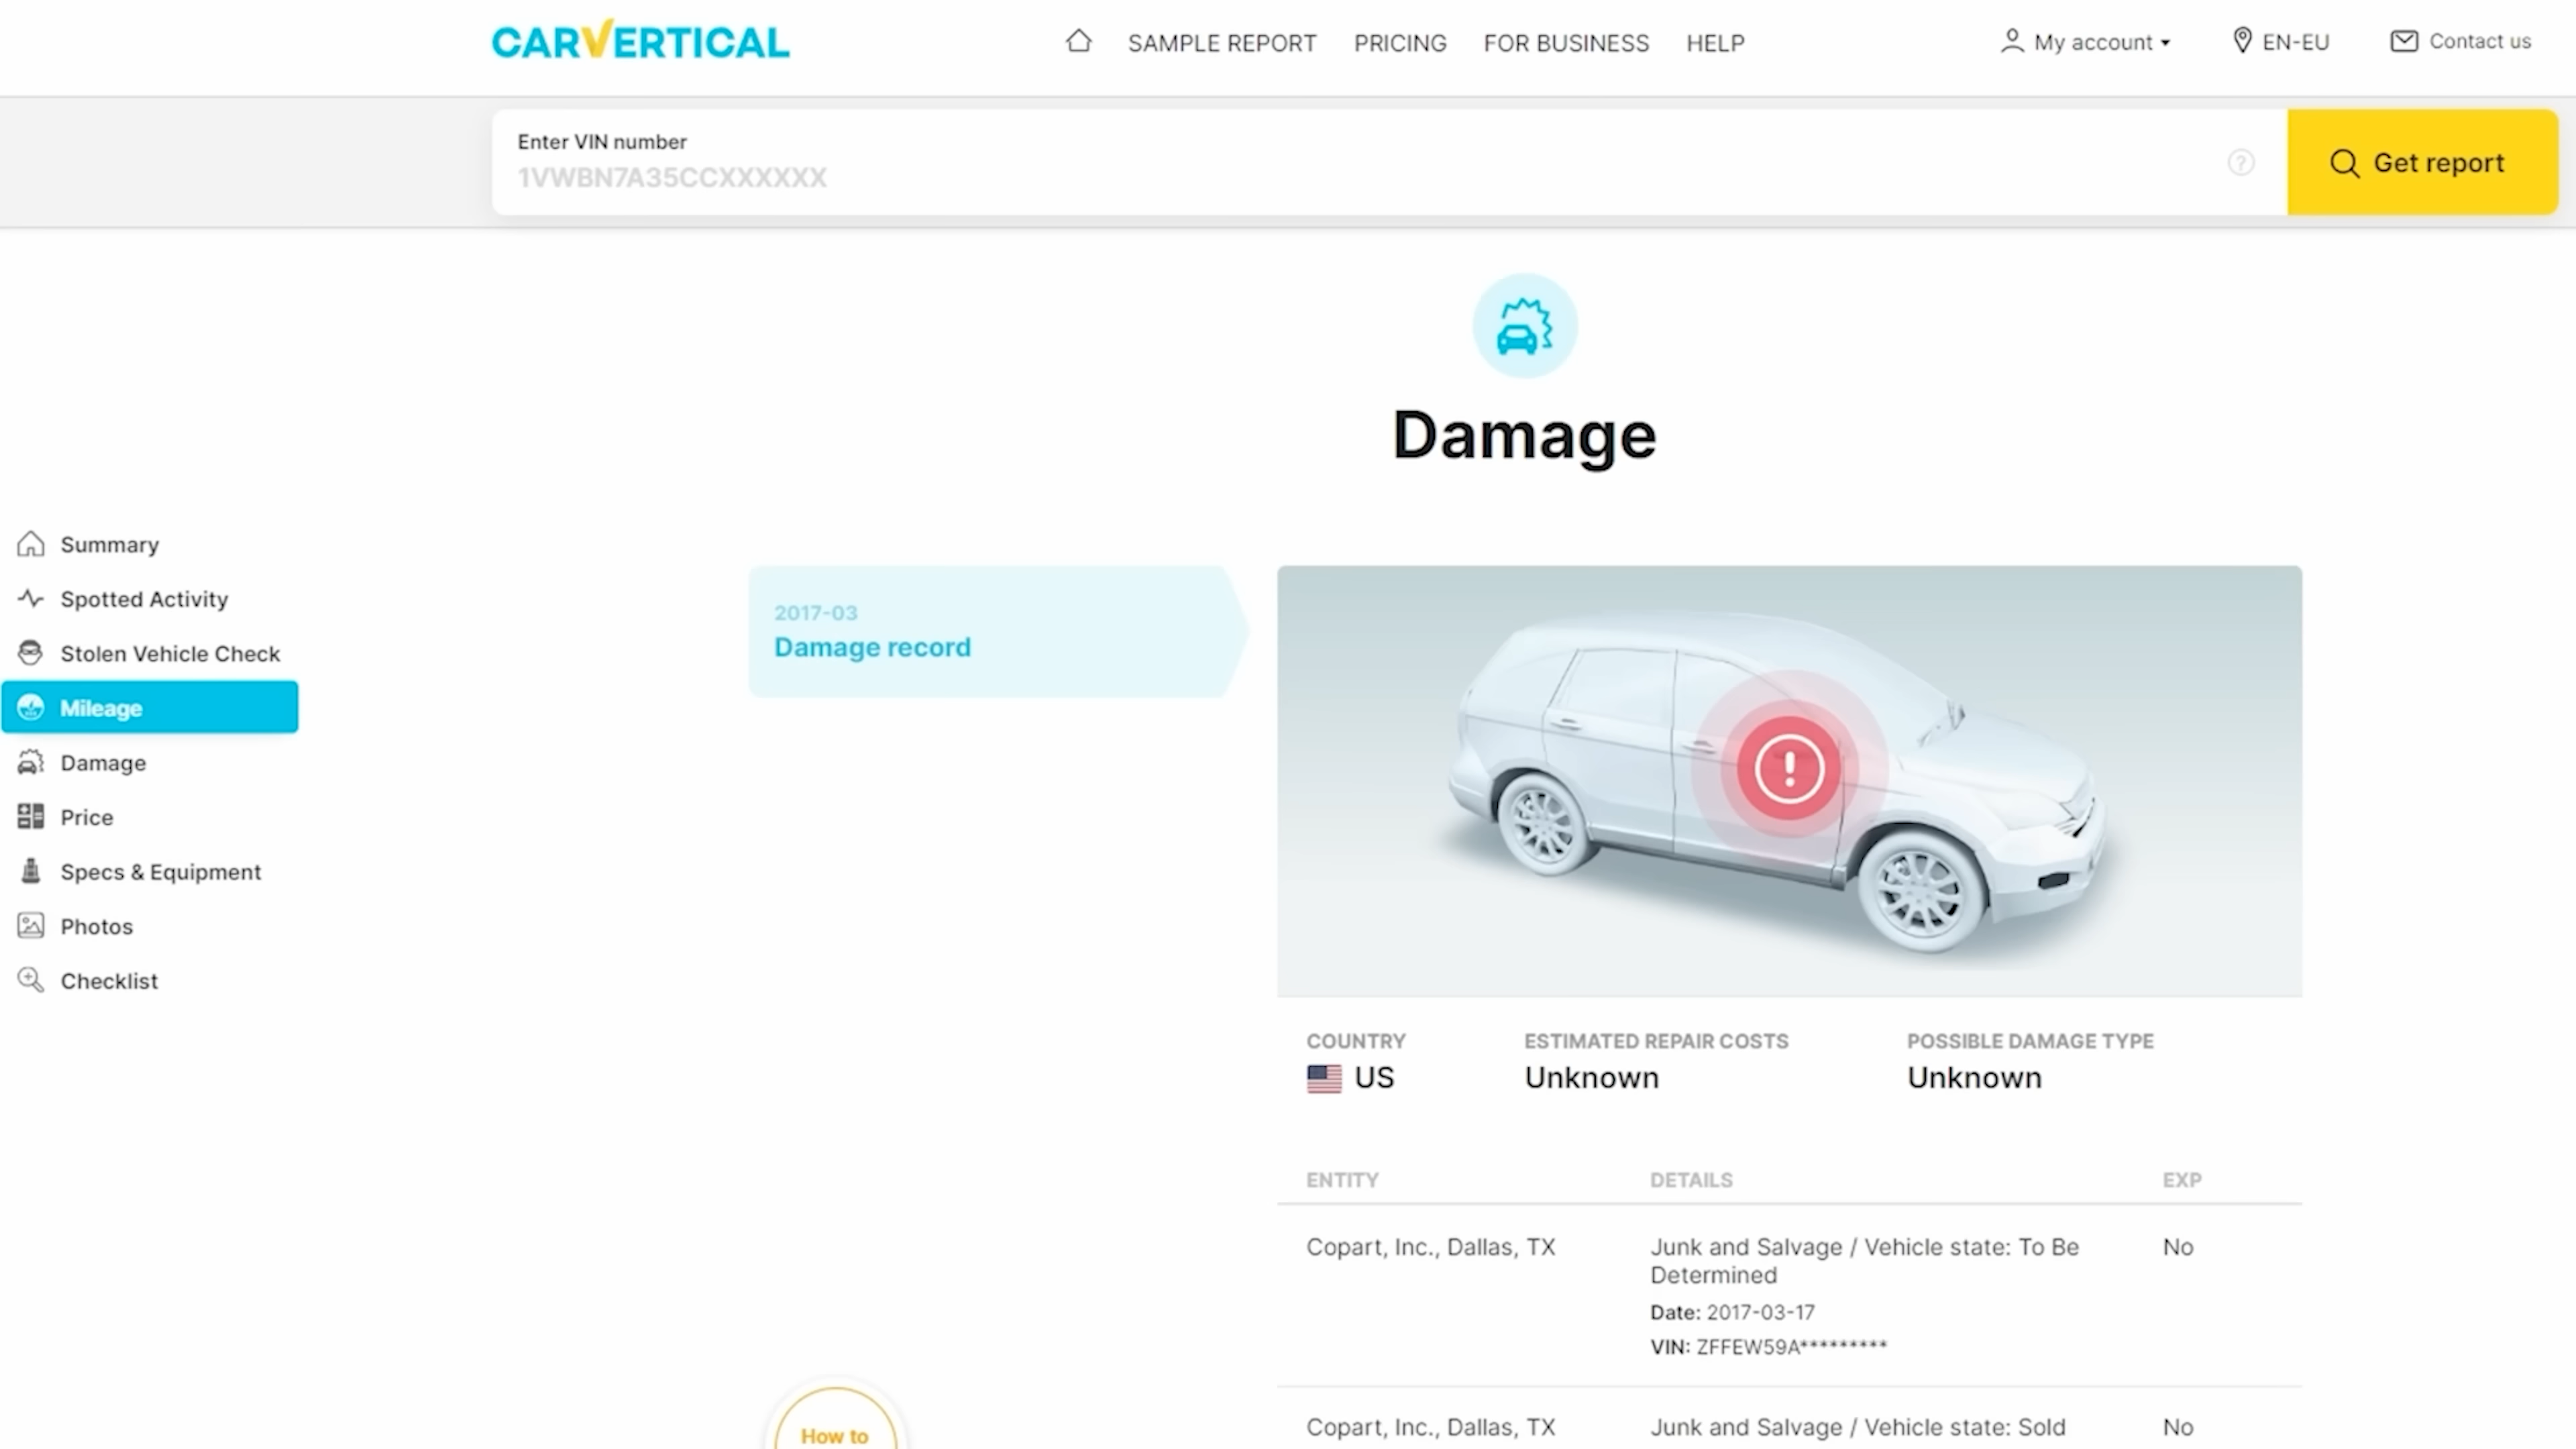 CARVERTICAL
SAMPLE REPORT
PRICING
FOR BUSINESS
HELP
My account
EN-EU
Contact us
Enter VIN number
1VWBN7A35CCXXXXXX
Get report
Damage
Summary
Spotted Activity
Stolen Vehicle Check
Mileage
Damage
Price
Specs & Equipment
Photos
Checklist
2017-03
Damage record
COUNTRY
US
ESTIMATED REPAIR COSTS
Unknown
POSSIBLE DAMAGE TYPE
Unknown
ENTITY
DETAILS
EXP
Copart, Inc., Dallas, TX
Junk and Salvage / Vehicle state: To Be
Determined
Date: 2017-03-17
VIN: ZFFEW59A*********
No
Copart, Inc., Dallas, TX
Junk and Salvage / Vehicle state: Sold
No
How to